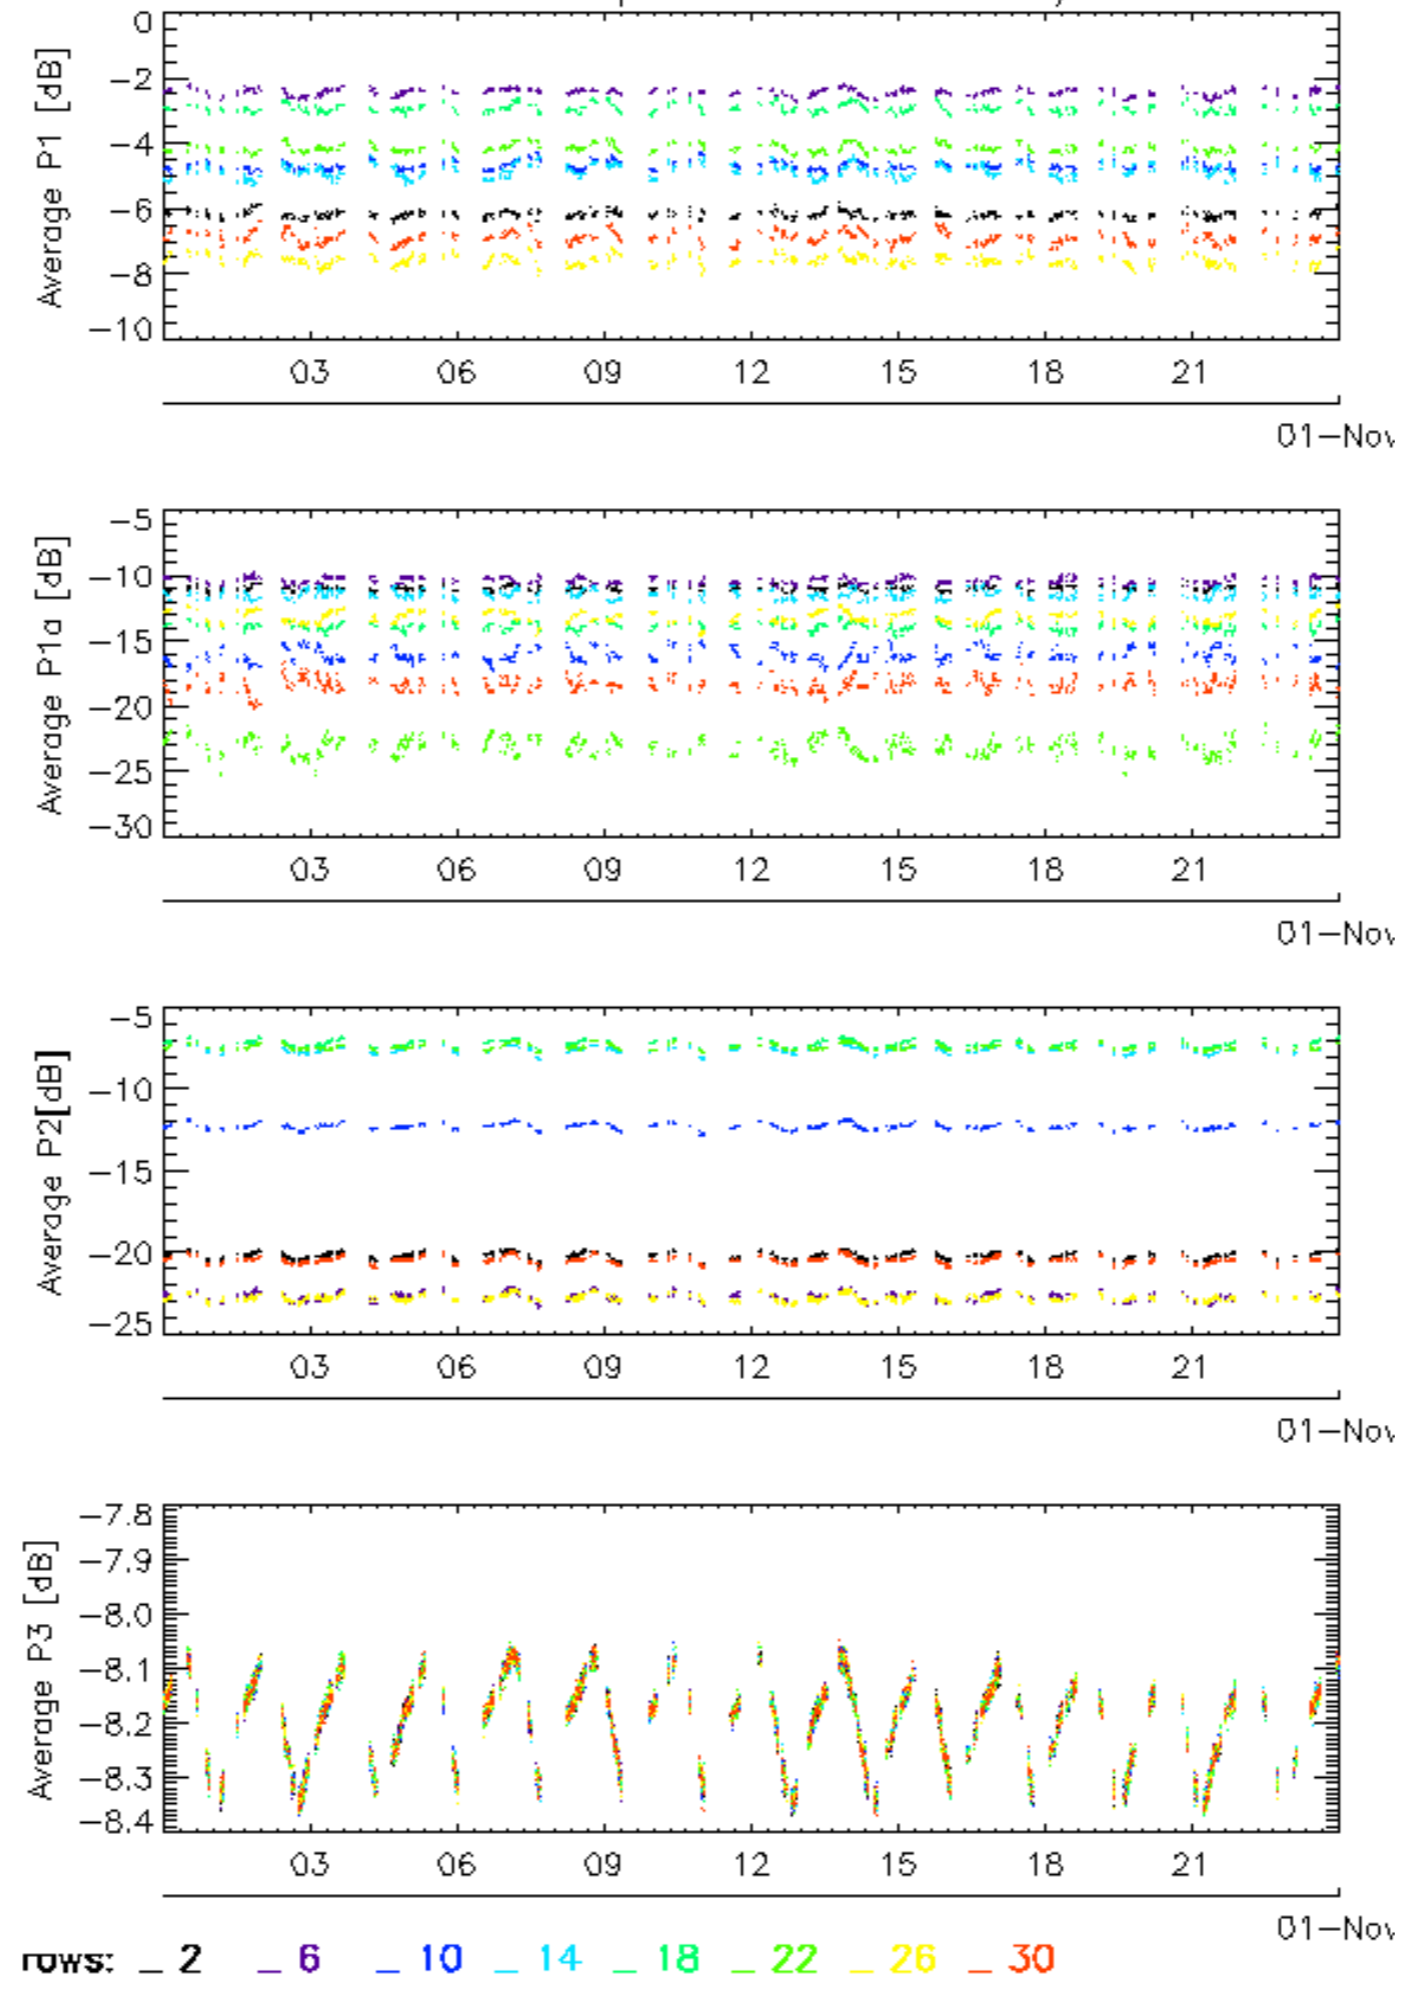 0
−2
−4
−6
−8
−10
Average P1 [dB]
03 06 09 12 15 18 21
01−Nov
−5
−10
−15
−20
−25
−30
Average P1a [dB]
03 06 09 12 15 18 21
01−Nov
−5
−10
−15
−20
−25
Average P2[dB]
03 06 09 12 15 18 21
01−Nov
−7.8
−7.9
−8.0
−8.1
−8.2
−8.3
−8.4
Average P3 [dB]
03 06 09 12 15 18 21
01−Nov
rows: _ 2 _ 6 _ 10 _ 14 _ 18 _ 22 _ 26 _ 30